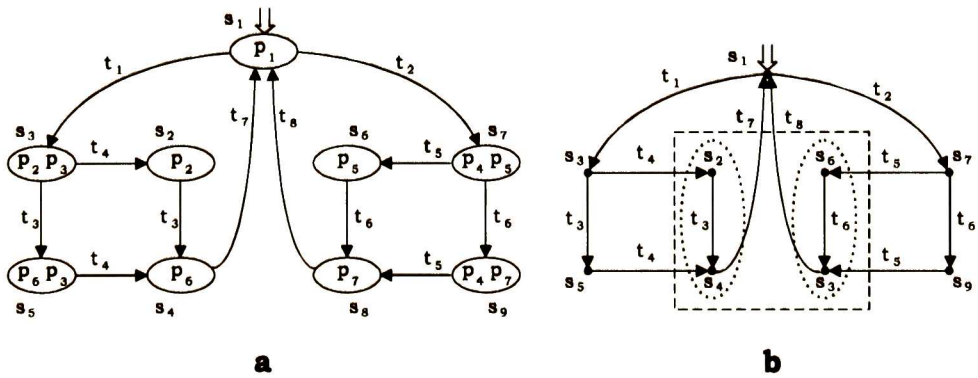 s₁
p₁
t₁
t₂
s₃
t₄
s₂
t₇
t₈
s₆
t₅
s₇
p₂ p₃
p₂
p₅
p₄ p₅
t₃
t₃
t₆
t₆
p₆ p₃
t₄
p₆
p₇
t₅
p₄ p₇
s₅
s₄
s₈
s₉
a
s₁
t₁
t₂
t₇
t₈
s₃
t₄
s₂
s₆
t₅
s₇
t₃
t₃
t₆
t₆
s₅
t₄
s₄
s₃
t₅
s₉
b